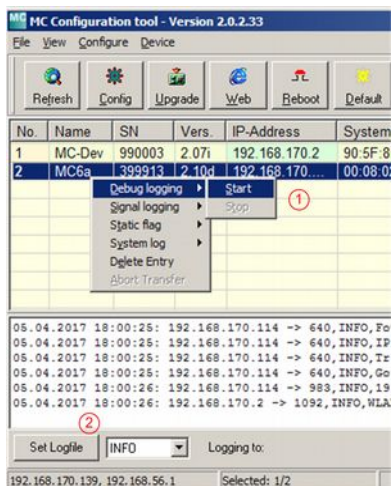 MC MC Configuration tool - Version 2.0.2.33
File View Configure Device
Refresh Config Upgrade Web Reboot Default
No. Name SN Vers. IP-Address System
1 MC-Dev 990003 2.07i 192.168.170.2 90:5F:8
2 MC6a 399913 2.10d 192.168.170.... 00:08:02
Debug logging Start
Signal logging Stop
Static flag
System log
Delete Entry
Abort Transfer
1
05.04.2017 18:00:25: 192.168.170.114 -> 640,INFO,Fo
05.04.2017 18:00:25: 192.168.170.114 -> 640,INFO,IP
05.04.2017 18:00:25: 192.168.170.114 -> 640,INFO,Tr
05.04.2017 18:00:25: 192.168.170.114 -> 640,INFO,Go
05.04.2017 18:00:26: 192.168.170.114 -> 983,INFO,19
05.04.2017 18:00:26: 192.168.170.2 -> 1092,INFO,WLA
2
Set Logfile INFO Logging to:
192.168.170.139, 192.168.56.1 Selected: 1/2